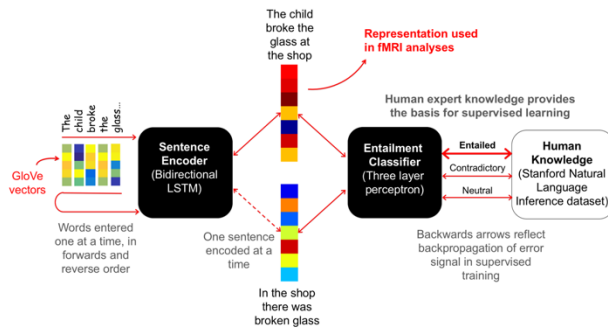 The child
broke the
glass at
the shop
Representation used
in fMRI analyses
The
child
broke
the
glass...
Human expert knowledge provides
the basis for supervised learning
GloVe
vectors
Sentence
Encoder
(Bidirectional
LSTM)
Entailment
Classifier
(Three layer
perceptron)
Entailed
Contradictory
Neutral
Human
Knowledge
(Stanford Natural
Language
Inference dataset)
Words entered
one at a time, in
forwards and
reverse order
One sentence
encoded at a
time
Backwards arrows reflect
backpropagation of error
signal in supervised
training
In the shop
there was
broken glass